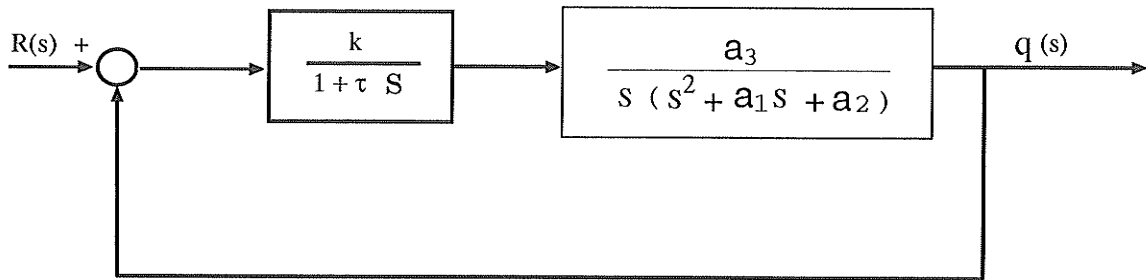 R(s) +
k
1 + τ S
a₃
S ( S² + a₁S + a₂ )
q (s)